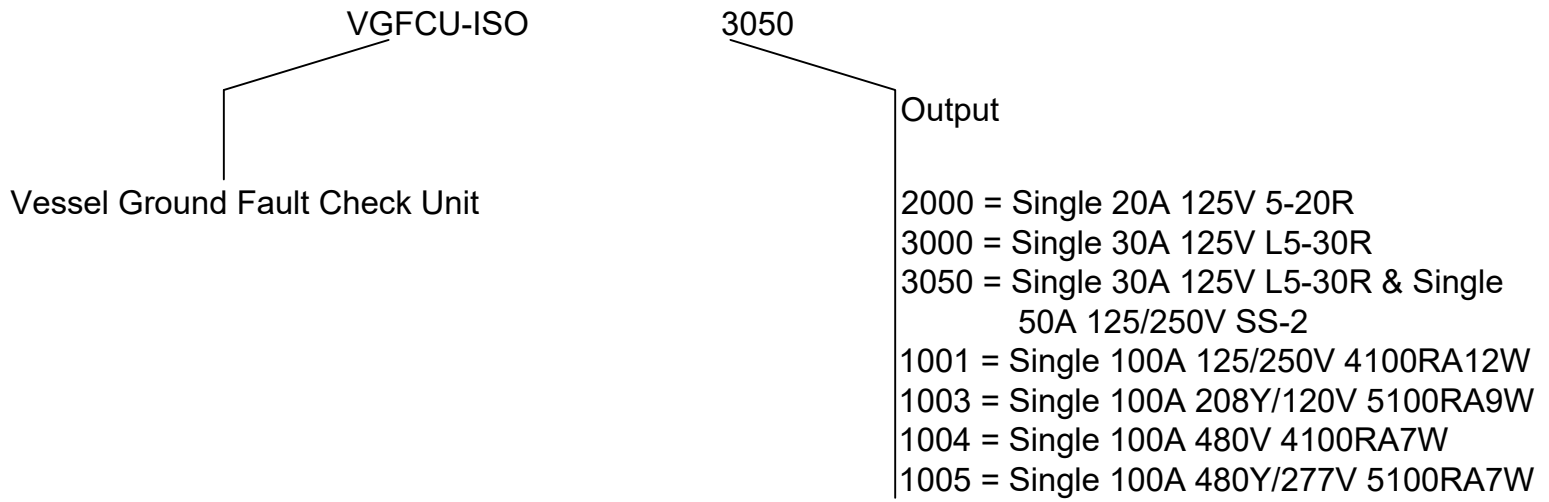 VGFCU-ISO 3050
Output
Vessel Ground Fault Check Unit
2000 = Single 20A 125V 5-20R
3000 = Single 30A 125V L5-30R
3050 = Single 30A 125V L5-30R & Single
50A 125/250V SS-2
1001 = Single 100A 125/250V 4100RA12W
1003 = Single 100A 208Y/120V 5100RA9W
1004 = Single 100A 480V 4100RA7W
1005 = Single 100A 480Y/277V 5100RA7W